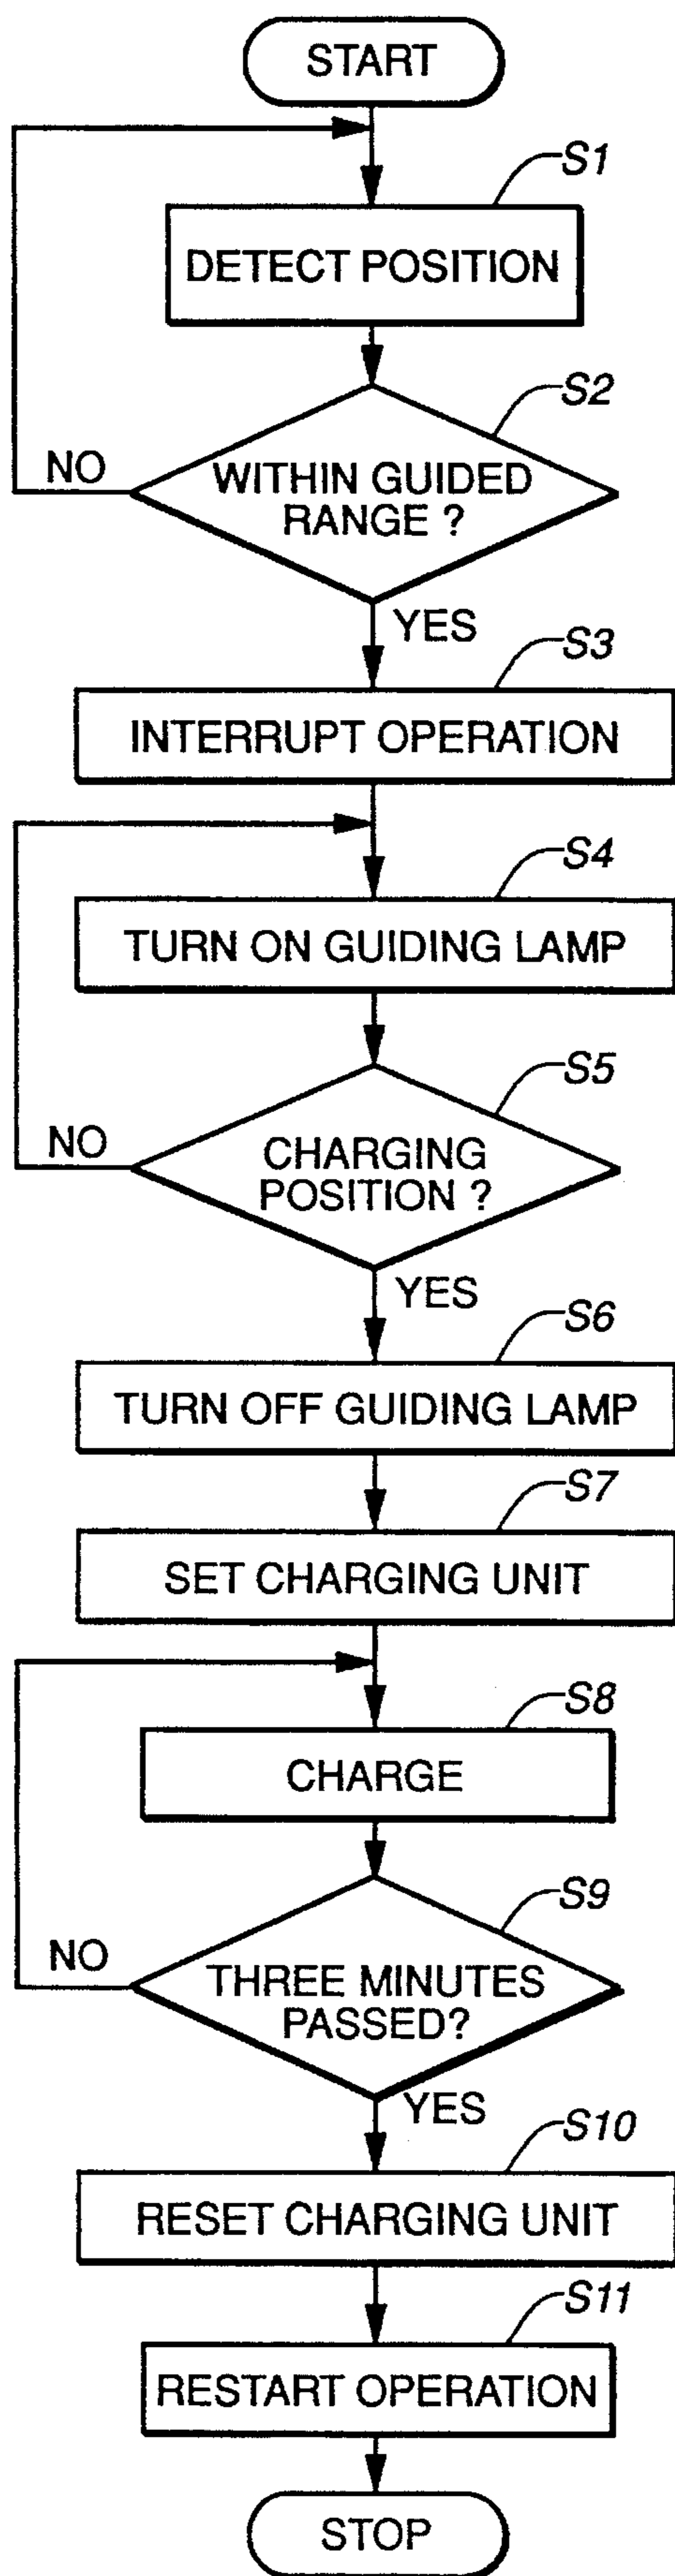 START
S1
DETECT POSITION
S2
NO
WITHIN GUIDED
RANGE ?
YES
S3
INTERRUPT OPERATION
S4
TURN ON GUIDING LAMP
S5
NO
CHARGING
POSITION ?
YES
S6
TURN OFF GUIDING LAMP
S7
SET CHARGING UNIT
S8
CHARGE
S9
NO
THREE MINUTES
PASSED?
YES
S10
RESET CHARGING UNIT
S11
RESTART OPERATION
STOP